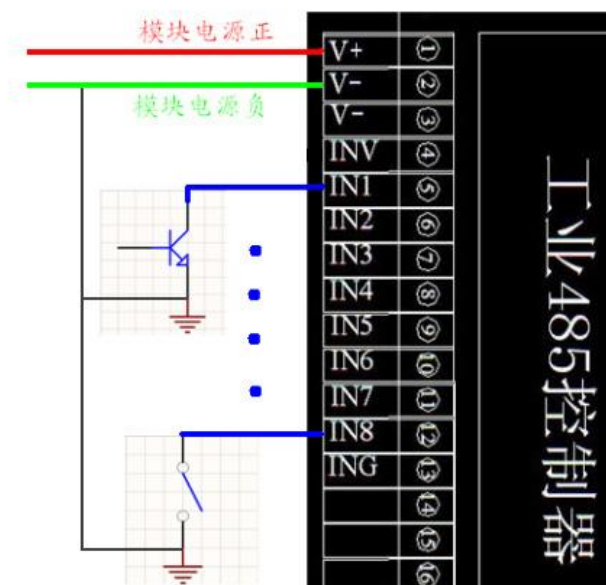 模块电源正
模块电源负
V+ ①
V- ②
V- ③
INV ④
IN1 ⑤
IN2 ⑥
IN3 ⑦
IN4 ⑧
IN5 ⑨
IN6 ⑩
IN7 ⑪
IN8 ⑫
ING ⑬
⑭
⑮
⑯
工业485控制器